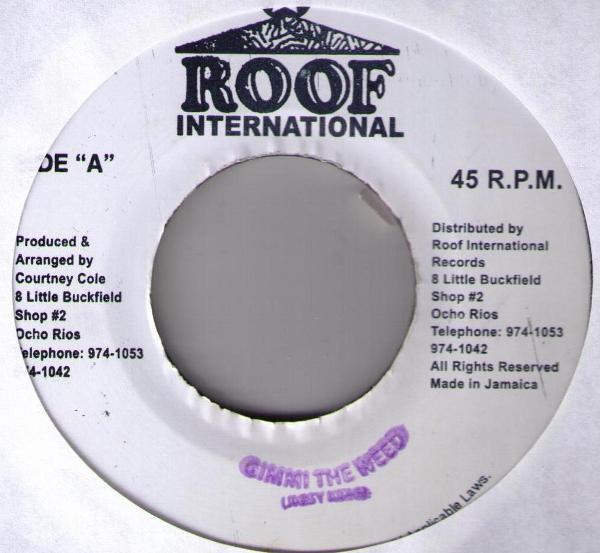 ROOF
INTERNATIONAL
DE "A"
45 R.P.M.
Produced &
Arranged by
Courtney Cole
8 Little Buckfield
Shop #2
Ocho Rios
elephone: 974-1053
4-1042
Distributed by
Roof International
Records
8 Little Buckfield
Shop #2
Ocho Rios
Telephone: 974-1053
974-1042
All Rights Reserved
Made in Jamaica
GIMMI THE WEED
Applicable Laws.